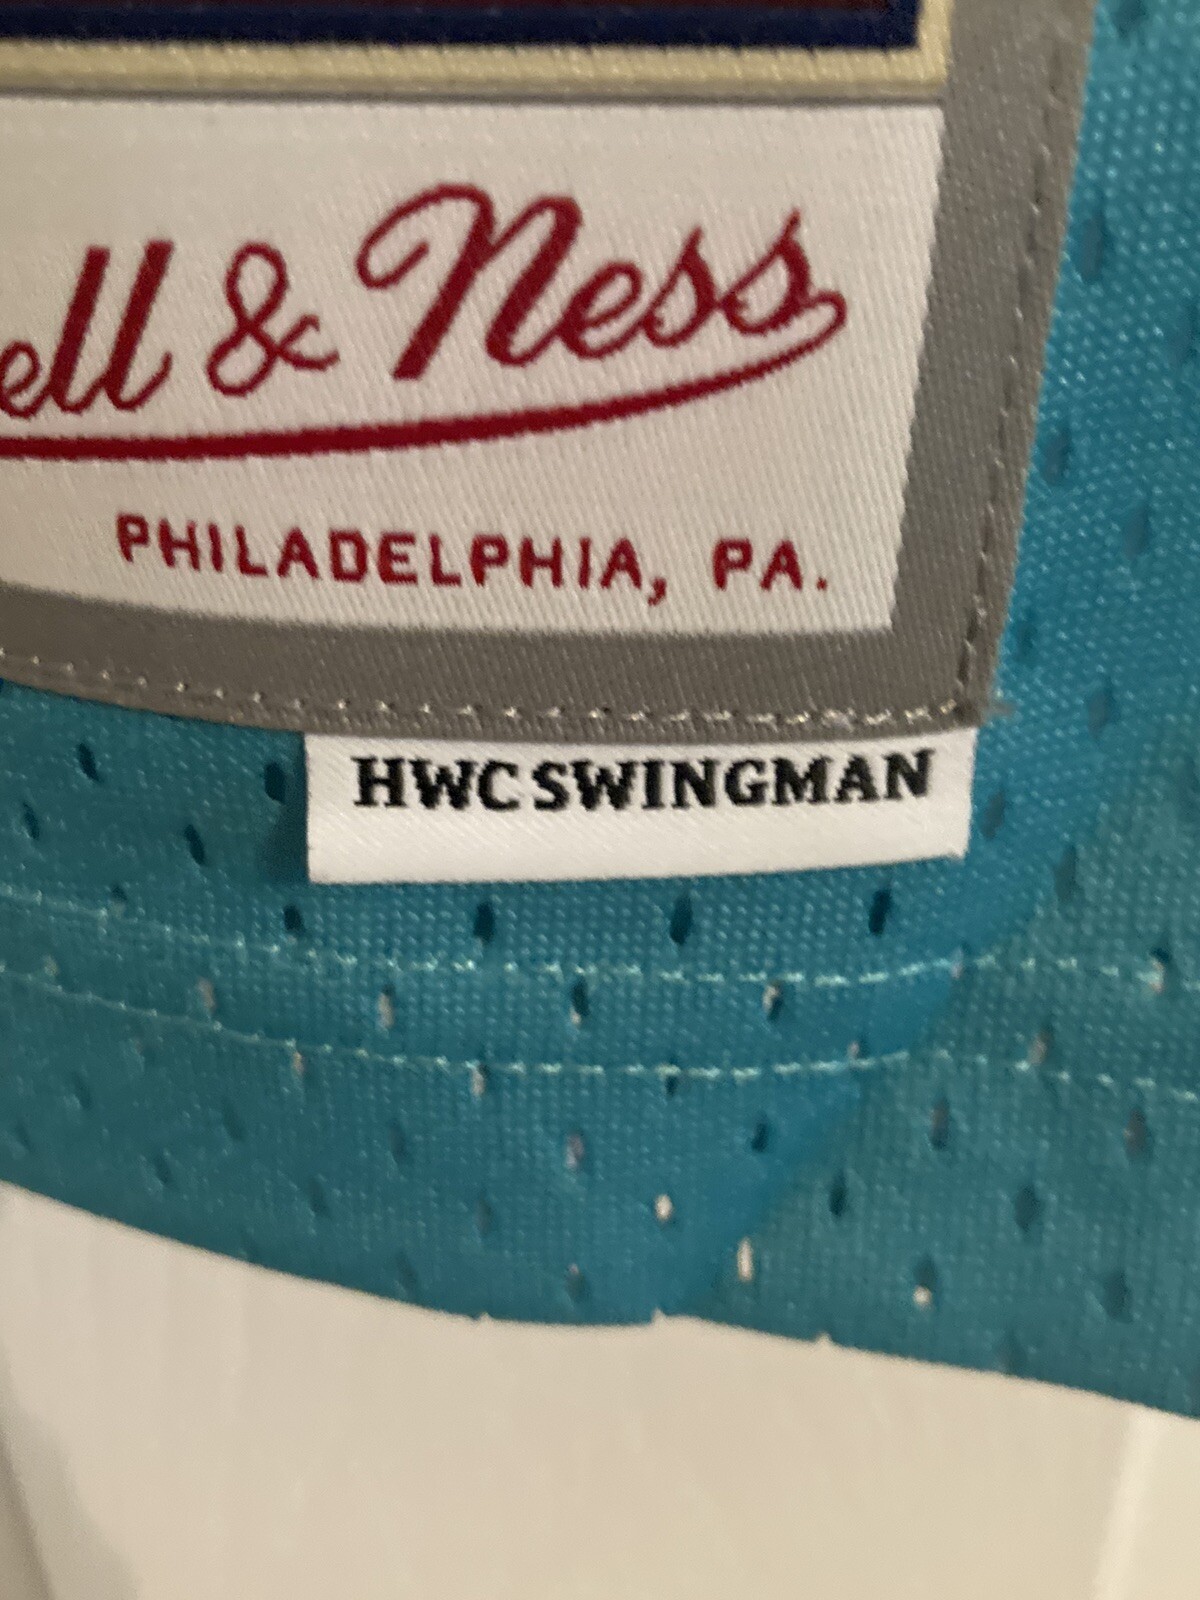 ell & Ness
PHILADELPHIA, PA.
HWC SWINGMAN